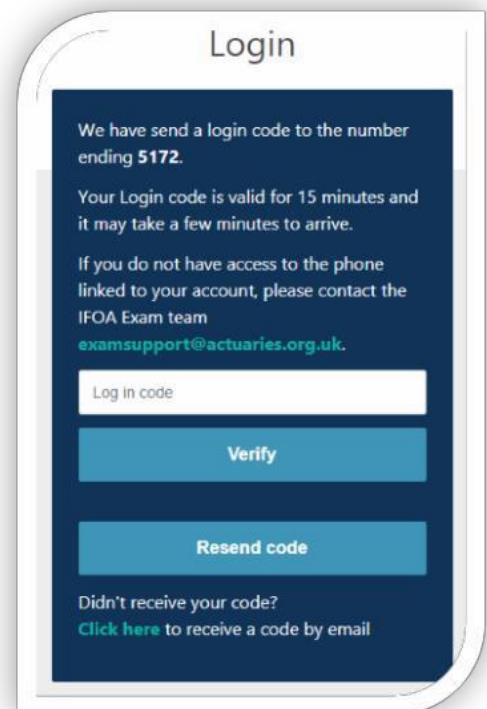 Login
We have send a login code to the number
ending 5172.
Your Login code is valid for 15 minutes and
it may take a few minutes to arrive.
If you do not have access to the phone
linked to your account, please contact the
IFOA Exam team
examsupport@actuaries.org.uk.
Log in code
Verify
Resend code
Didn't receive your code?
Click here to receive a code by email